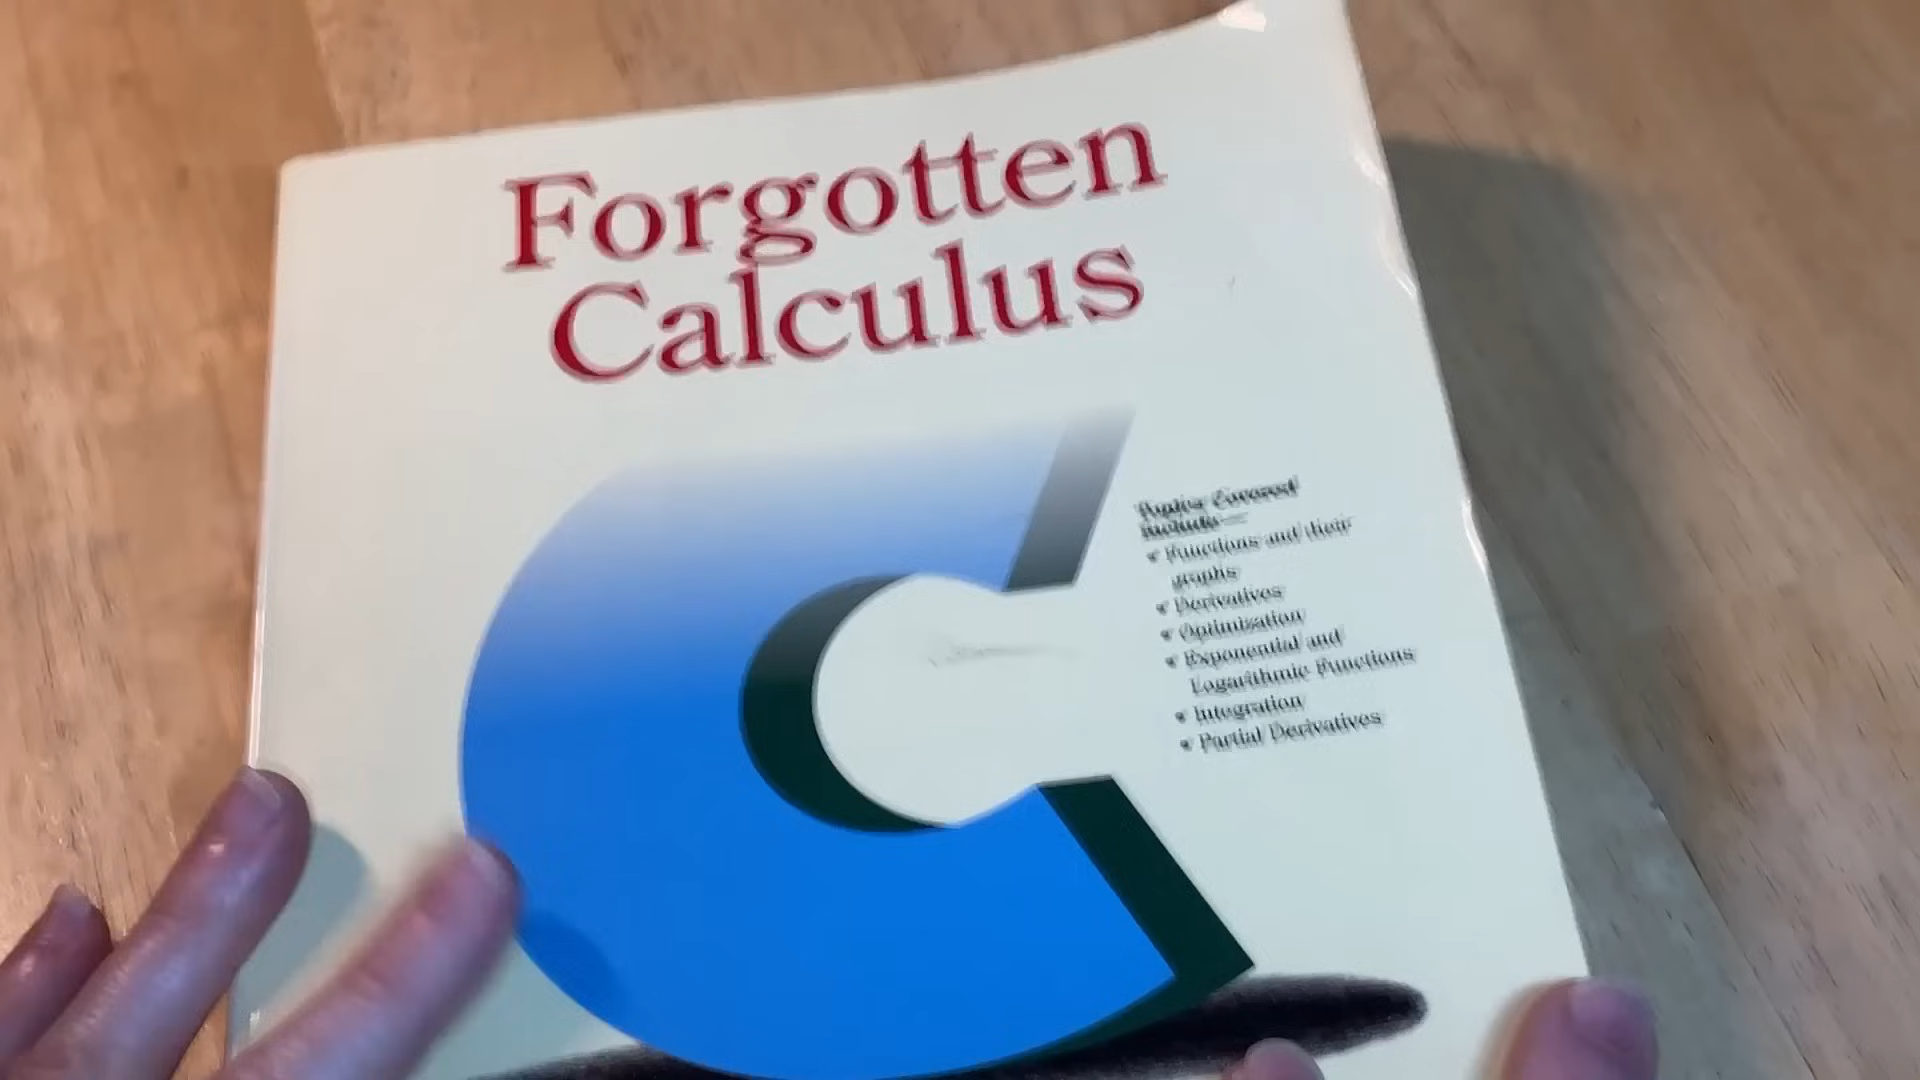 Forgotten
Calculus
Topics Covered
include—
Functions and their
graphs
Derivatives
Optimization
Exponential and
Logarithmic Functions
Integration
Partial Derivatives